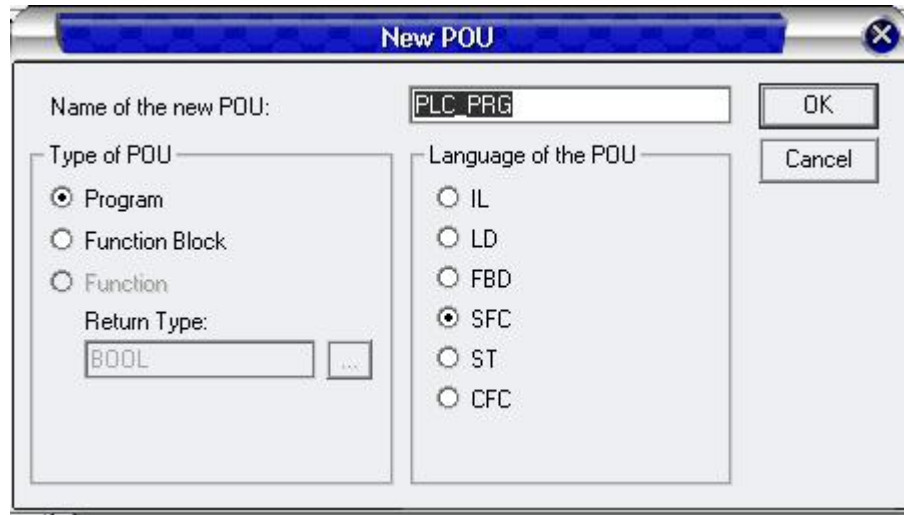 New POU
Name of the new POU:
PLC_PRG
OK
Cancel
Type of POU
Program
Function Block
Function
Return Type:
BOOL
...
Language of the POU
IL
LD
FBD
SFC
ST
CFC